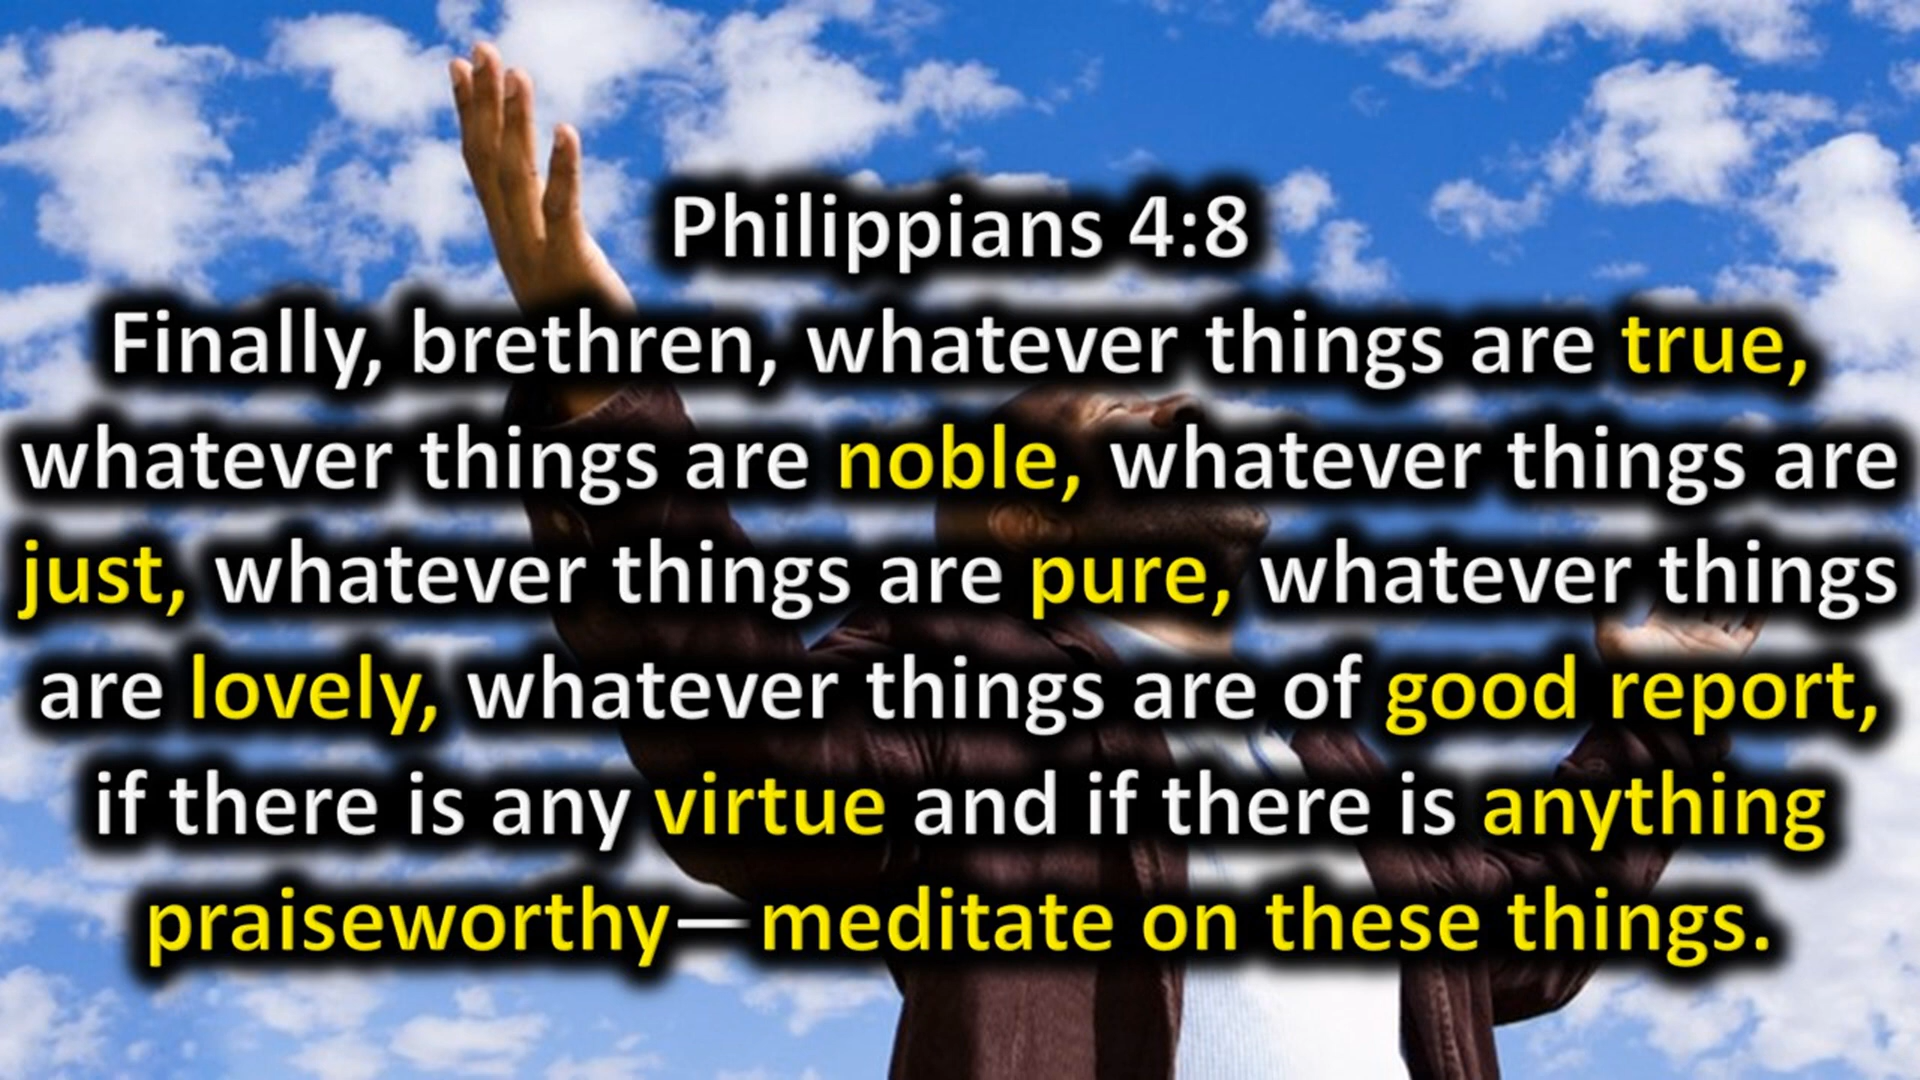 Philippians 4:8
Finally, brethren, whatever things are true,
whatever things are noble, whatever things are
just, whatever things are pure, whatever things
are lovely, whatever things are of good report,
if there is any virtue and if there is anything
praiseworthy—meditate on these things.